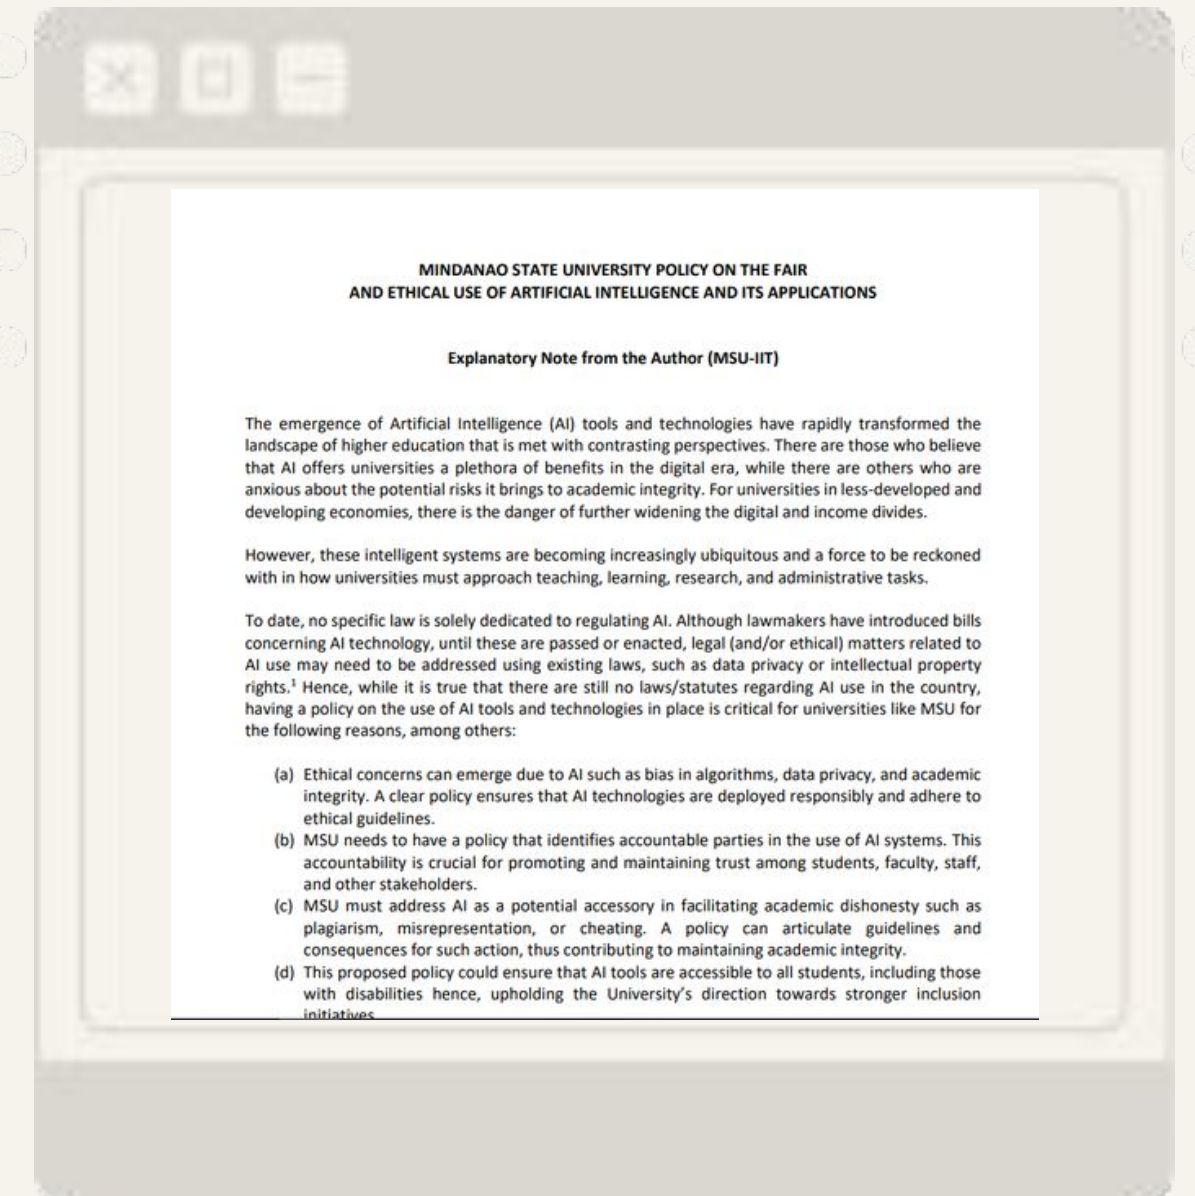 MINDANAO STATE UNIVERSITY POLICY ON THE FAIR
AND ETHICAL USE OF ARTIFICIAL INTELLIGENCE AND ITS APPLICATIONS
Explanatory Note from the Author (MSU-IIT)
The emergence of Artificial Intelligence (AI) tools and technologies have rapidly transformed the
landscape of higher education that is met with contrasting perspectives. There are those who believe
that AI offers universities a plethora of benefits in the digital era, while there are others who are
anxious about the potential risks it brings to academic integrity. For universities in less-developed and
developing economies, there is the danger of further widening the digital and income divides.
However, these intelligent systems are becoming increasingly ubiquitous and a force to be reckoned
with in how universities must approach teaching, learning, research, and administrative tasks.
To date, no specific law is solely dedicated to regulating AI. Although lawmakers have introduced bills
concerning AI technology, until these are passed or enacted, legal (and/or ethical) matters related to
AI use may need to be addressed using existing laws, such as data privacy or intellectual property
rights.¹ Hence, while it is true that there are still no laws/statutes regarding AI use in the country,
having a policy on the use of AI tools and technologies in place is critical for universities like MSU for
the following reasons, among others:
(a) Ethical concerns can emerge due to AI such as bias in algorithms, data privacy, and academic
integrity. A clear policy ensures that AI technologies are deployed responsibly and adhere to
ethical guidelines.
(b) MSU needs to have a policy that identifies accountable parties in the use of AI systems. This
accountability is crucial for promoting and maintaining trust among students, faculty, staff,
and other stakeholders.
(c) MSU must address AI as a potential accessory in facilitating academic dishonesty such as
plagiarism, misrepresentation, or cheating. A policy can articulate guidelines and
consequences for such action, thus contributing to maintaining academic integrity.
(d) This proposed policy could ensure that AI tools are accessible to all students, including those
with disabilities hence, upholding the University's direction towards stronger inclusion
initiatives